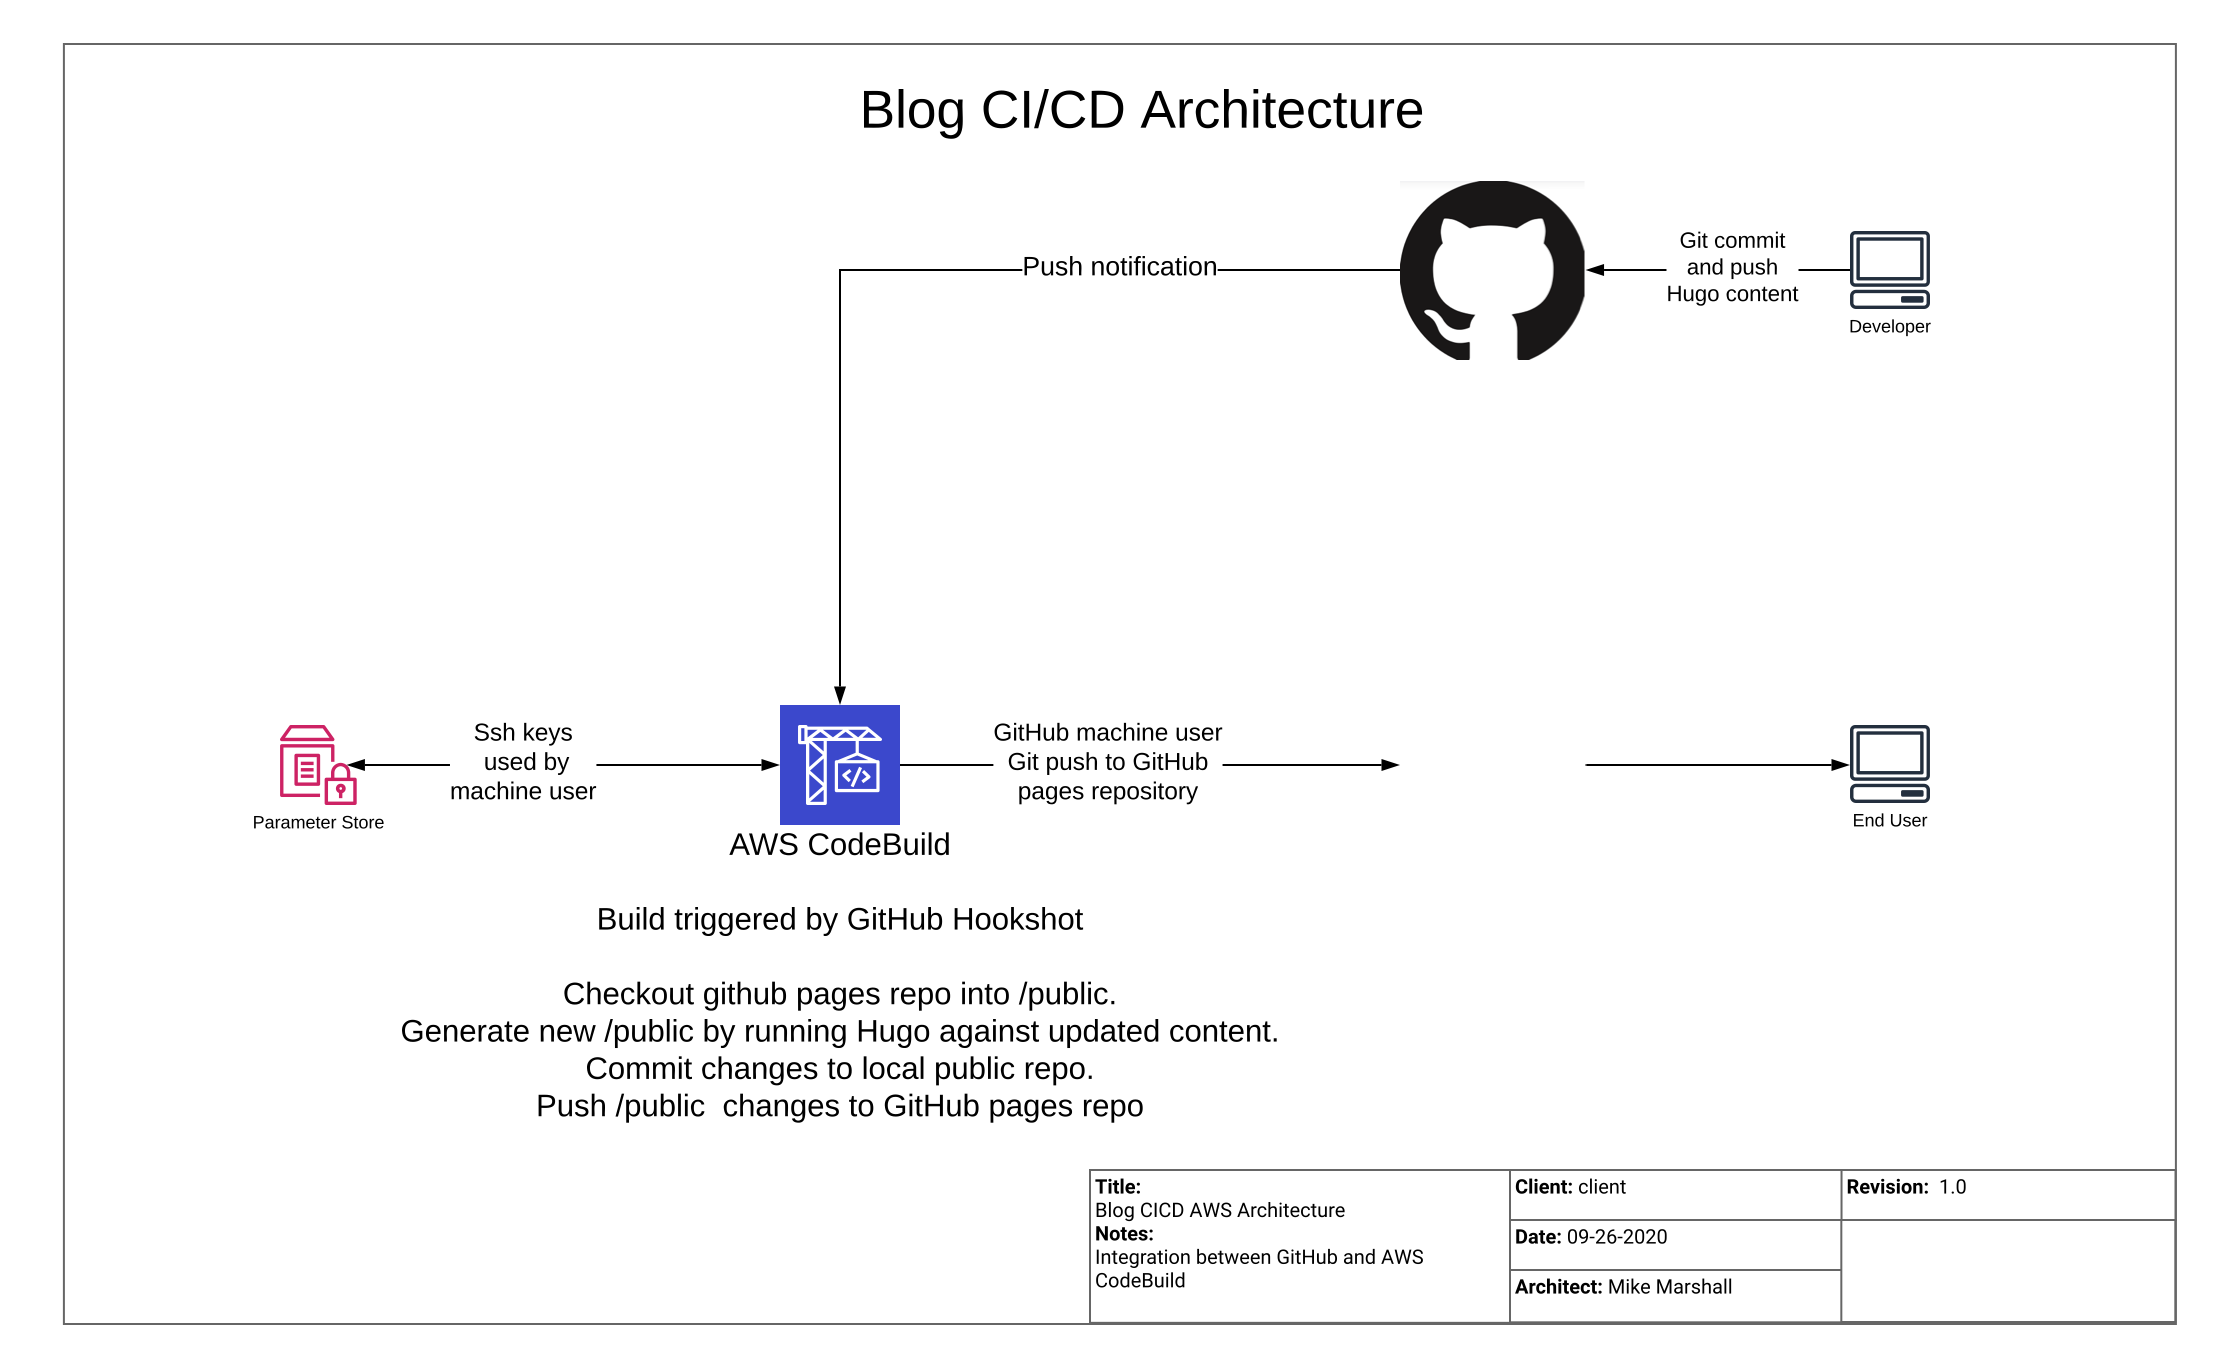 Blog CI/CD Architecture
Push notification
Git commit
and push
Hugo content
Developer
Ssh keys
used by
machine user
Parameter Store
AWS CodeBuild
GitHub machine user
Git push to GitHub
pages repository
End User
Build triggered by GitHub Hookshot
Checkout github pages repo into /public.
Generate new /public by running Hugo against updated content.
Commit changes to local public repo.
Push /public  changes to GitHub pages repo
Title:
Blog CICD AWS Architecture
Notes:
Integration between GitHub and AWS
CodeBuild
Client: client
Date: 09-26-2020
Architect: Mike Marshall
Revision:  1.0